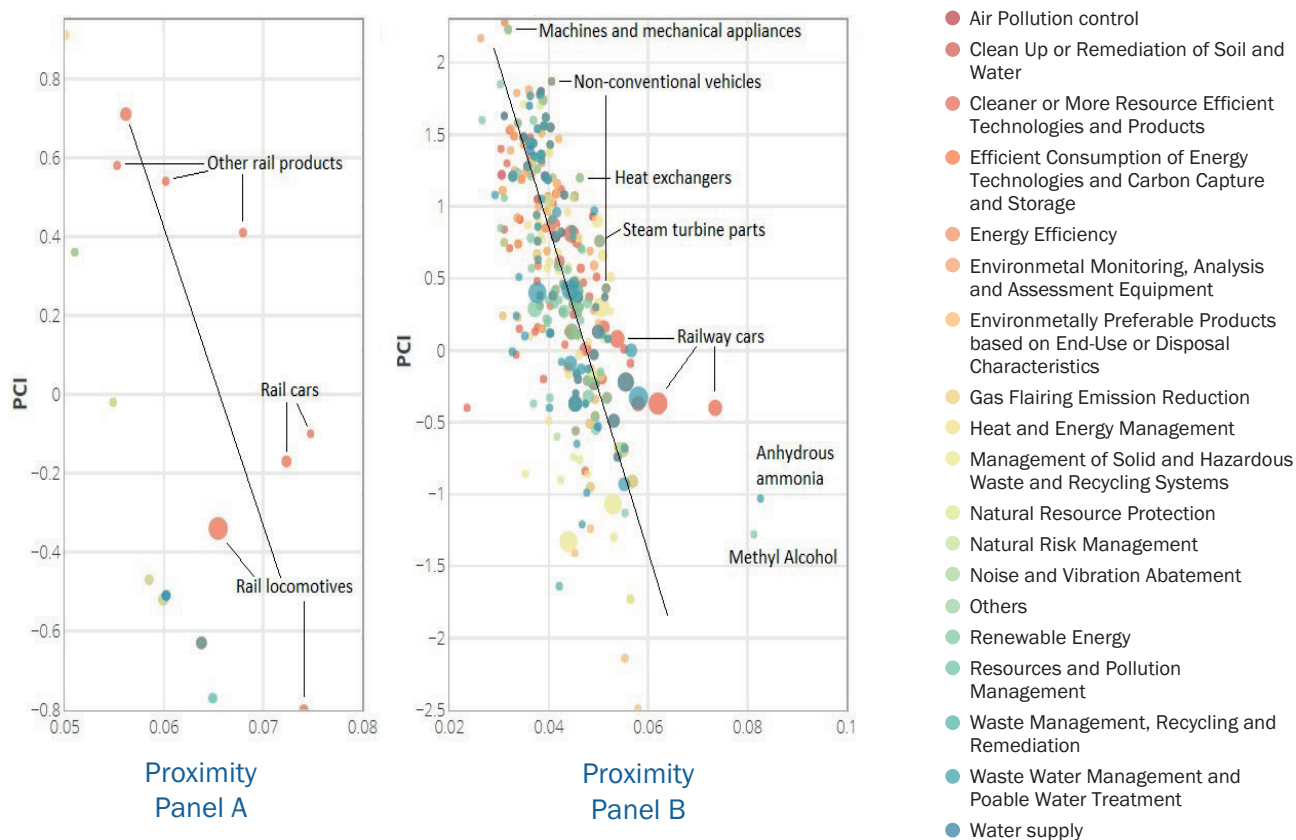 PCI
0.8
0.6
0.4
0.2
0
−0.2
−0.4
−0.6
−0.8
0.05
0.06
0.07
0.08
Other rail products
Rail cars
Rail locomotives
Proximity
Panel A
PCI
2
1.5
1
0.5
0
−0.5
−1
−1.5
−2
−2.5
0.02
0.04
0.06
0.08
0.1
Machines and mechanical appliances
Non-conventional vehicles
Heat exchangers
Steam turbine parts
Railway cars
Anhydrous
ammonia
Methyl Alcohol
Proximity
Panel B
Air Pollution control
Clean Up or Remediation of Soil and
Water
Cleaner or More Resource Efficient
Technologies and Products
Efficient Consumption of Energy
Technologies and Carbon Capture
and Storage
Energy Efficiency
Environmetal Monitoring, Analysis
and Assessment Equipment
Environmetally Preferable Products
based on End-Use or Disposal
Characteristics
Gas Flairing Emission Reduction
Heat and Energy Management
Management of Solid and Hazardous
Waste and Recycling Systems
Natural Resource Protection
Natural Risk Management
Noise and Vibration Abatement
Others
Renewable Energy
Resources and Pollution
Management
Waste Management, Recycling and
Remediation
Waste Water Management and
Poable Water Treatment
Water supply